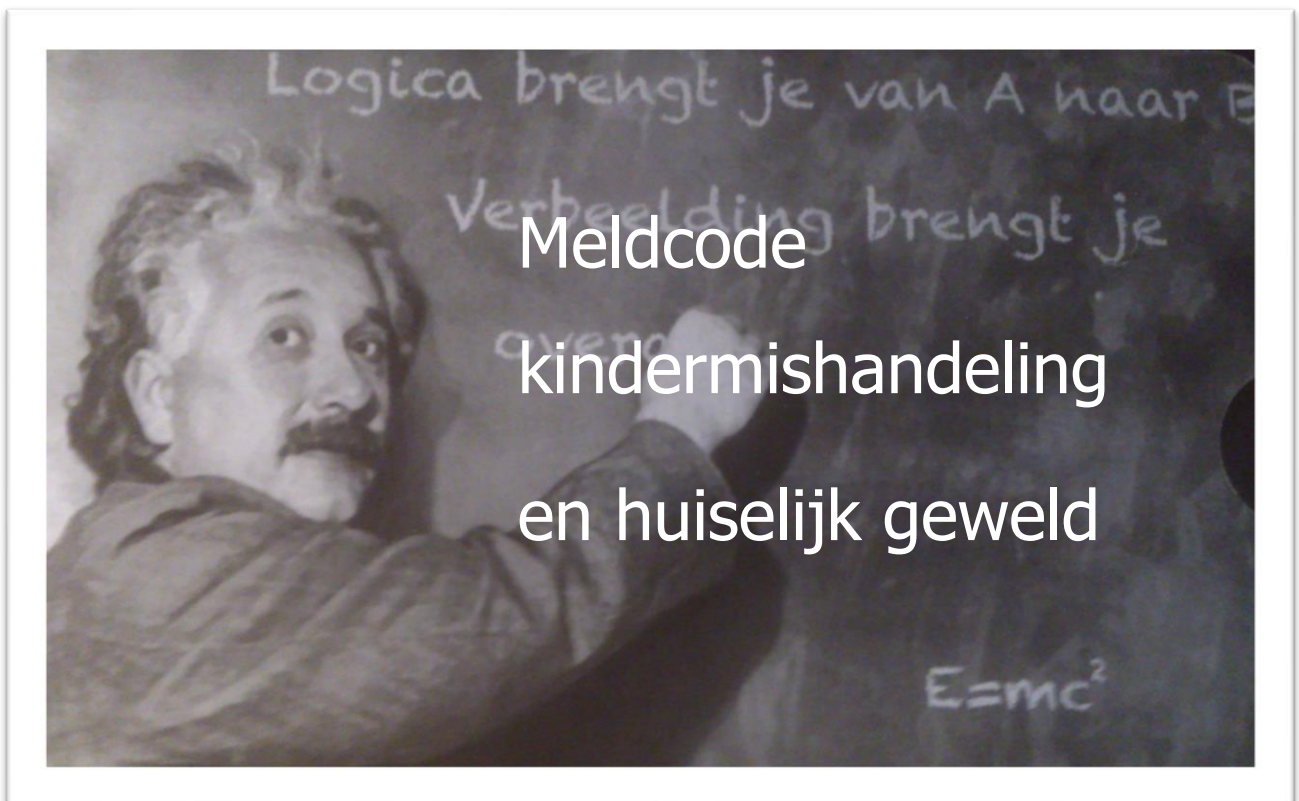 Logica brengt je van A naar B
Verbeelding brengt je
Meldcode
kindermishandeling
en huiselijk geweld
E=mc²